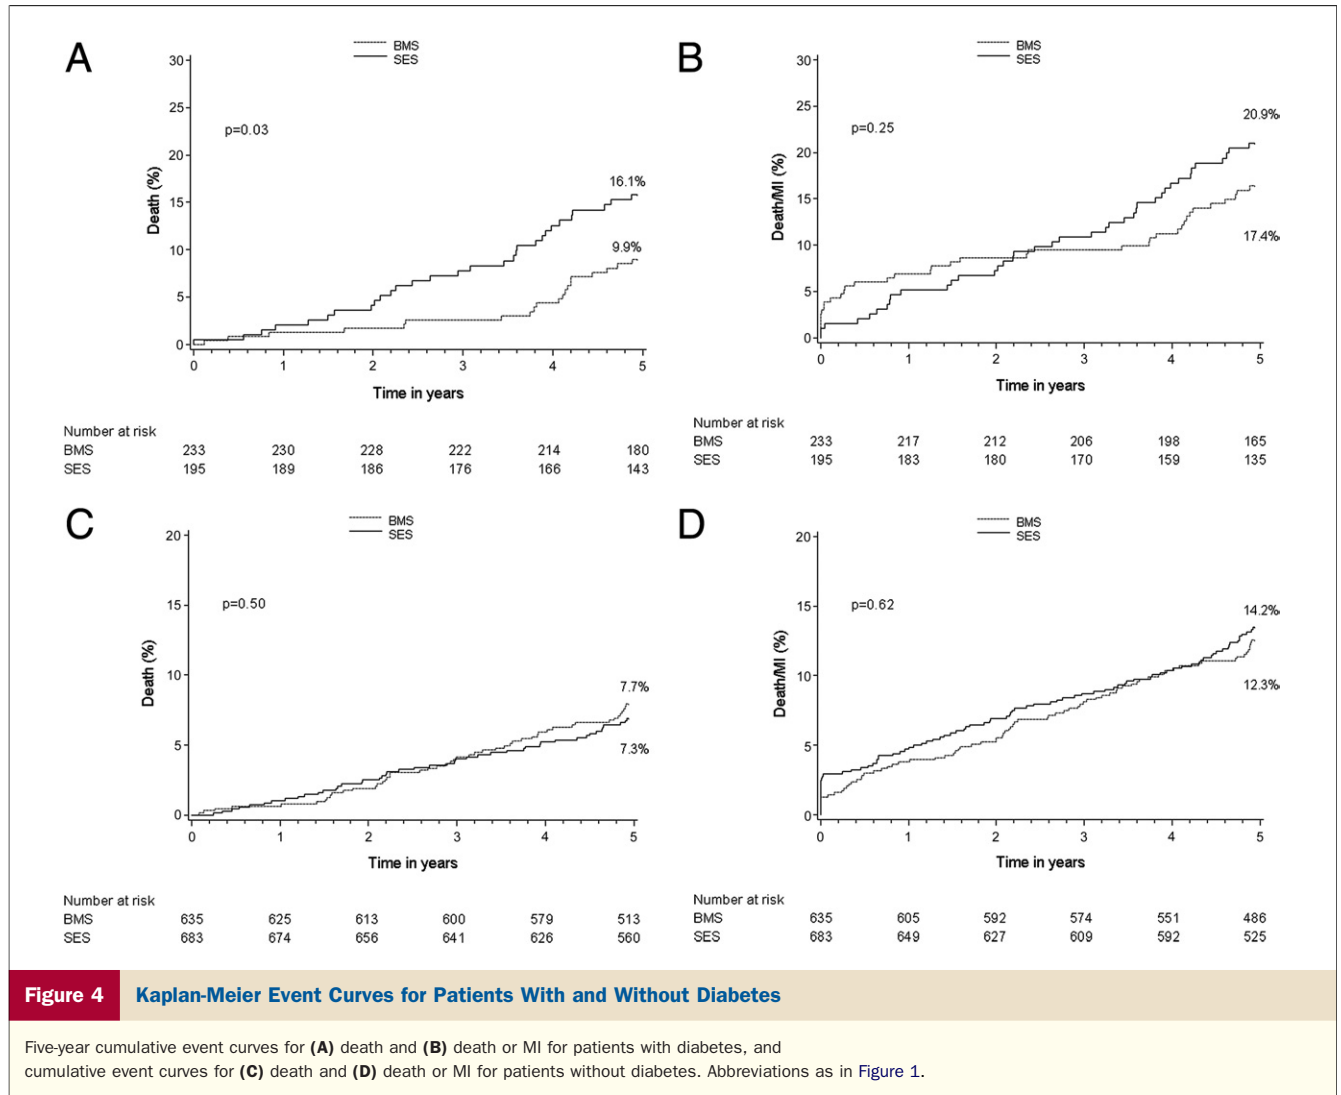 A
BMS
SES
30
25
20
15
10
5
0
Death (%)
p=0.03
16.1%
9.9%
0 1 2 3 4 5
Time in years
Number at risk
BMS 233 230 228 222 214 180
SES 195 189 186 176 166 143
B
BMS
SES
30
25
20
15
10
5
0
Death/MI (%)
p=0.25
20.9%
17.4%
0 1 2 3 4 5
Time in years
Number at risk
BMS 233 217 212 206 198 165
SES 195 183 180 170 159 135
C
BMS
SES
20
15
10
5
0
Death (%)
p=0.50
7.7%
7.3%
0 1 2 3 4 5
Time in years
Number at risk
BMS 635 625 613 600 579 513
SES 683 674 656 641 626 560
D
BMS
SES
20
15
10
5
0
Death/MI (%)
p=0.62
14.2%
12.3%
0 1 2 3 4 5
Time in years
Number at risk
BMS 635 605 592 574 551 486
SES 683 649 627 609 592 525
Figure 4 Kaplan-Meier Event Curves for Patients With and Without Diabetes
Five-year cumulative event curves for (A) death and (B) death or MI for patients with diabetes, and
cumulative event curves for (C) death and (D) death or MI for patients without diabetes. Abbreviations as in Figure 1.